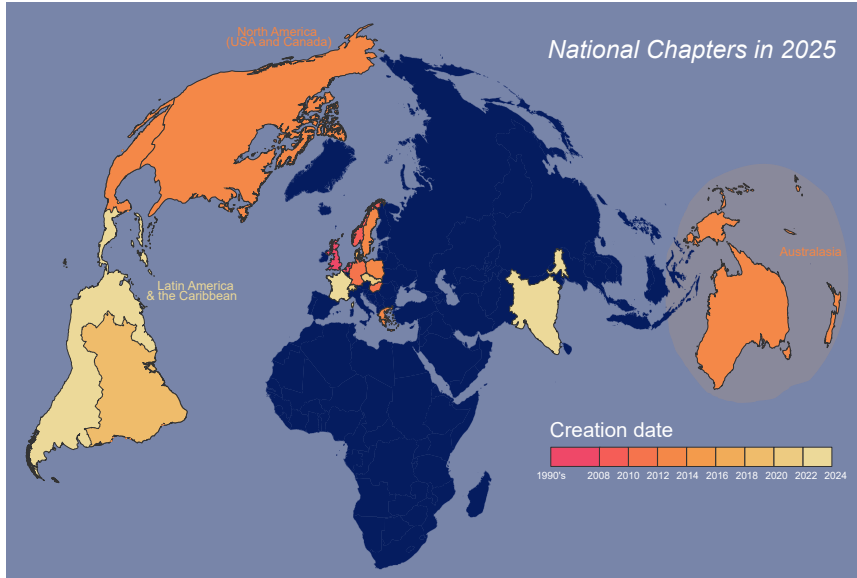 North America
(USA and Canada)
National Chapters in 2025
Australasia
Latin America
& the Caribbean
Creation date
1990's 2008 2010 2012 2014 2016 2018 2020 2022 2024